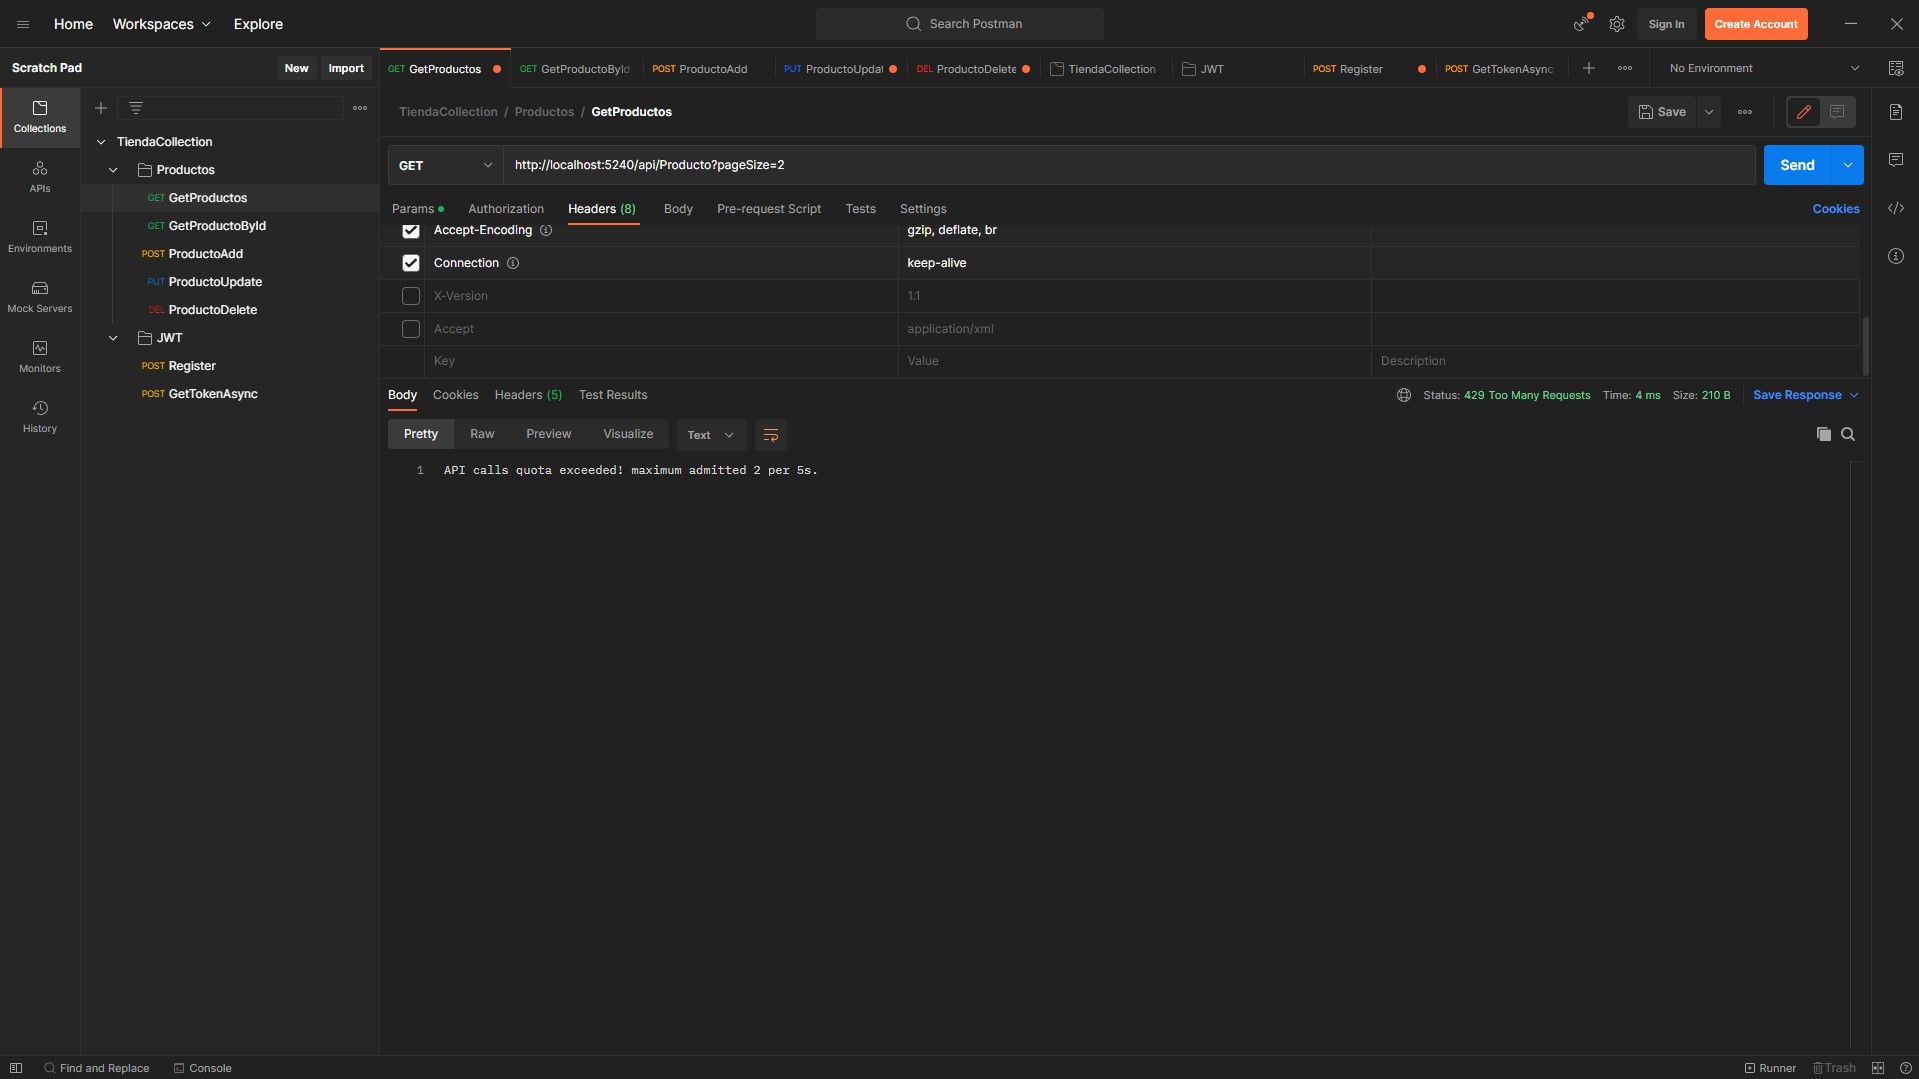 Home Workspaces Explore Search Postman Sign In Create Account
Scratch Pad New Import
GET GetProductos GET GetProductoById POST ProductoAdd PUT ProductoUpdat DEL ProductoDelete TiendaCollection JWT POST Register POST GetTokenAsync No Environment
Collections
APIs
Environments
Mock Servers
Monitors
History
TiendaCollection
Productos
GET GetProductos
GET GetProductoById
POST ProductoAdd
PUT ProductoUpdate
DEL ProductoDelete
JWT
POST Register
POST GetTokenAsync
TiendaCollection / Productos / GetProductos Save
GET http://localhost:5240/api/Producto?pageSize=2 Send
Params Authorization Headers (8) Body Pre-request Script Tests Settings Cookies
Accept-Encoding gzip, deflate, br
Connection keep-alive
X-Version 1.1
Accept application/xml
Key Value Description
Body Cookies Headers (5) Test Results Status: 429 Too Many Requests Time: 4 ms Size: 210 B Save Response
Pretty Raw Preview Visualize Text
1 API calls quota exceeded! maximum admitted 2 per 5s.
Find and Replace Console Runner Trash